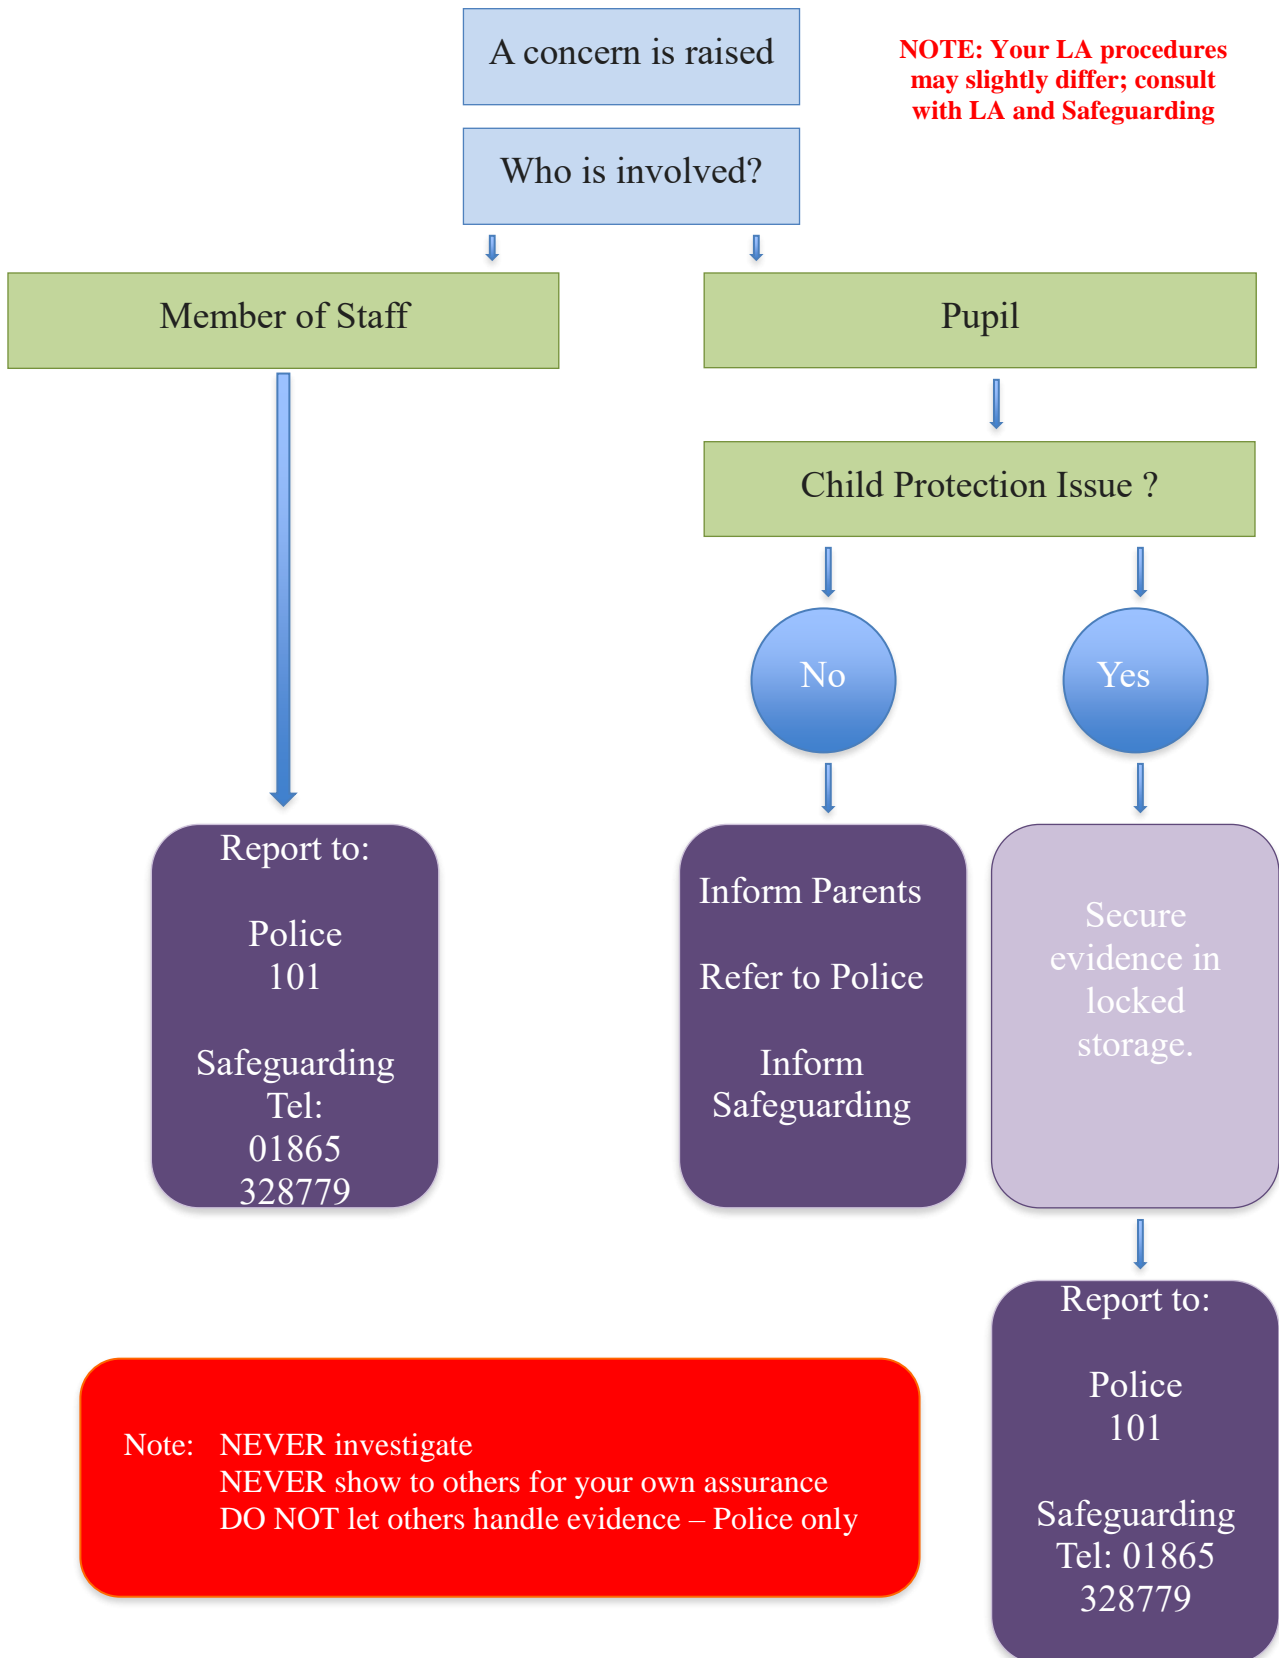 A concern is raised
NOTE: Your LA procedures
may slightly differ; consult
with LA and Safeguarding
Who is involved?
Member of Staff
Pupil
Child Protection Issue ?
No
Yes
Report to:
Police
101
Safeguarding
Tel:
01865
328779
Inform Parents
Refer to Police
Inform
Safeguarding
Secure
evidence in
locked
storage.
Report to:
Police
101
Safeguarding
Tel: 01865
328779
Note: NEVER investigate
NEVER show to others for your own assurance
DO NOT let others handle evidence – Police only